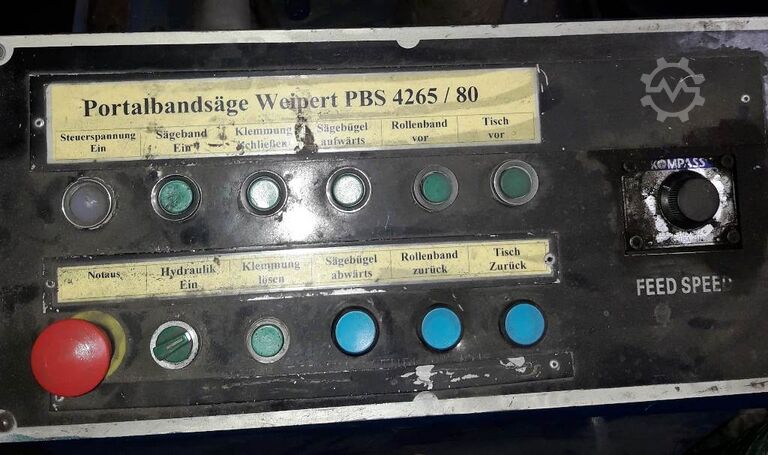 Portalbandsäge Weipert PBS 4265 / 80
Steuerspannung Sägeband Klemmung Sägebügel Rollenband Tisch
Ein Ein Schließen aufwärts vor vor
KOMPASS
FEED SPEED
Notaus Hydraulik Klemmung Sägebügel Rollenband Tisch
Ein lösen abwärts zurück Zurück